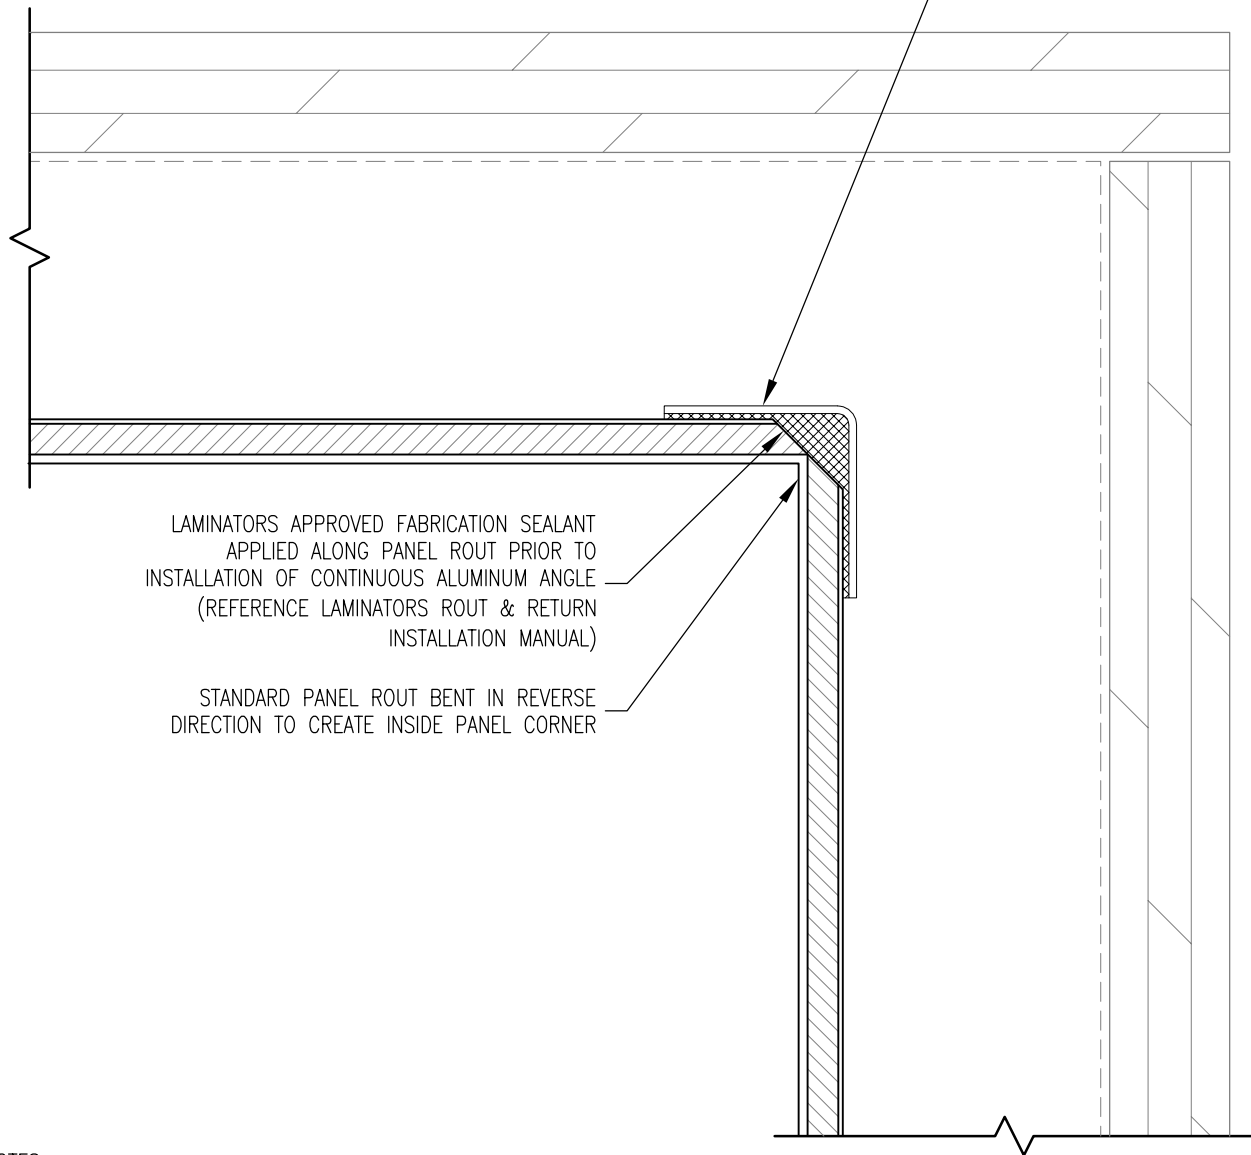 LAMINATORS APPROVED FABRICATION SEALANT
APPLIED ALONG PANEL ROUT PRIOR TO
INSTALLATION OF CONTINUOUS ALUMINUM ANGLE
(REFERENCE LAMINATORS ROUT & RETURN
INSTALLATION MANUAL)
STANDARD PANEL ROUT BENT IN REVERSE
DIRECTION TO CREATE INSIDE PANEL CORNER